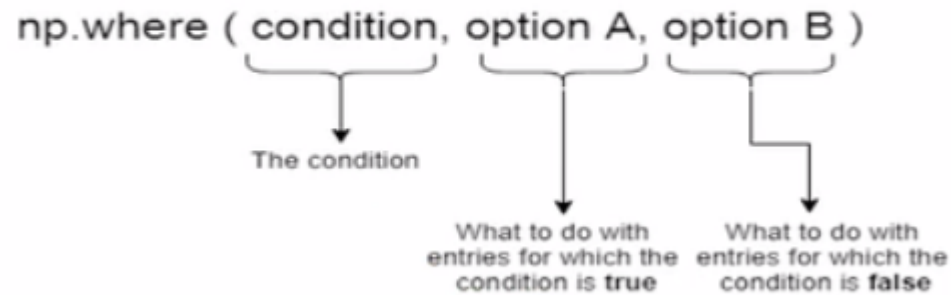 np.where ( condition, option A, option B )
The condition
What to do with
entries for which the
condition is true
What to do with
entries for which the
condition is false